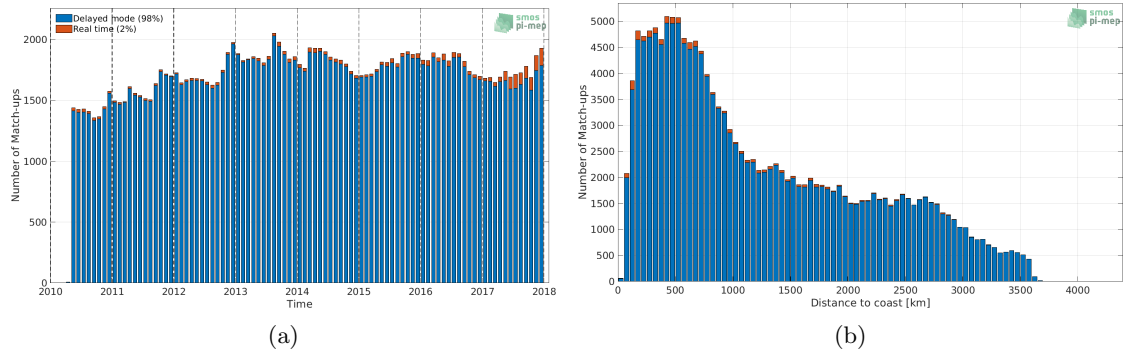 Delayed mode (98%)
Real time (2%)
smos
pi-mep
2000
1500
1000
500
0
Number of Match-ups
2010 2011 2012 2013 2014 2015 2016 2017 2018
Time
(a)
smos
pi-mep
5000
4500
4000
3500
3000
2500
2000
1500
1000
500
0
Number of Match-ups
0 500 1000 1500 2000 2500 3000 3500 4000
Distance to coast [km]
(b)